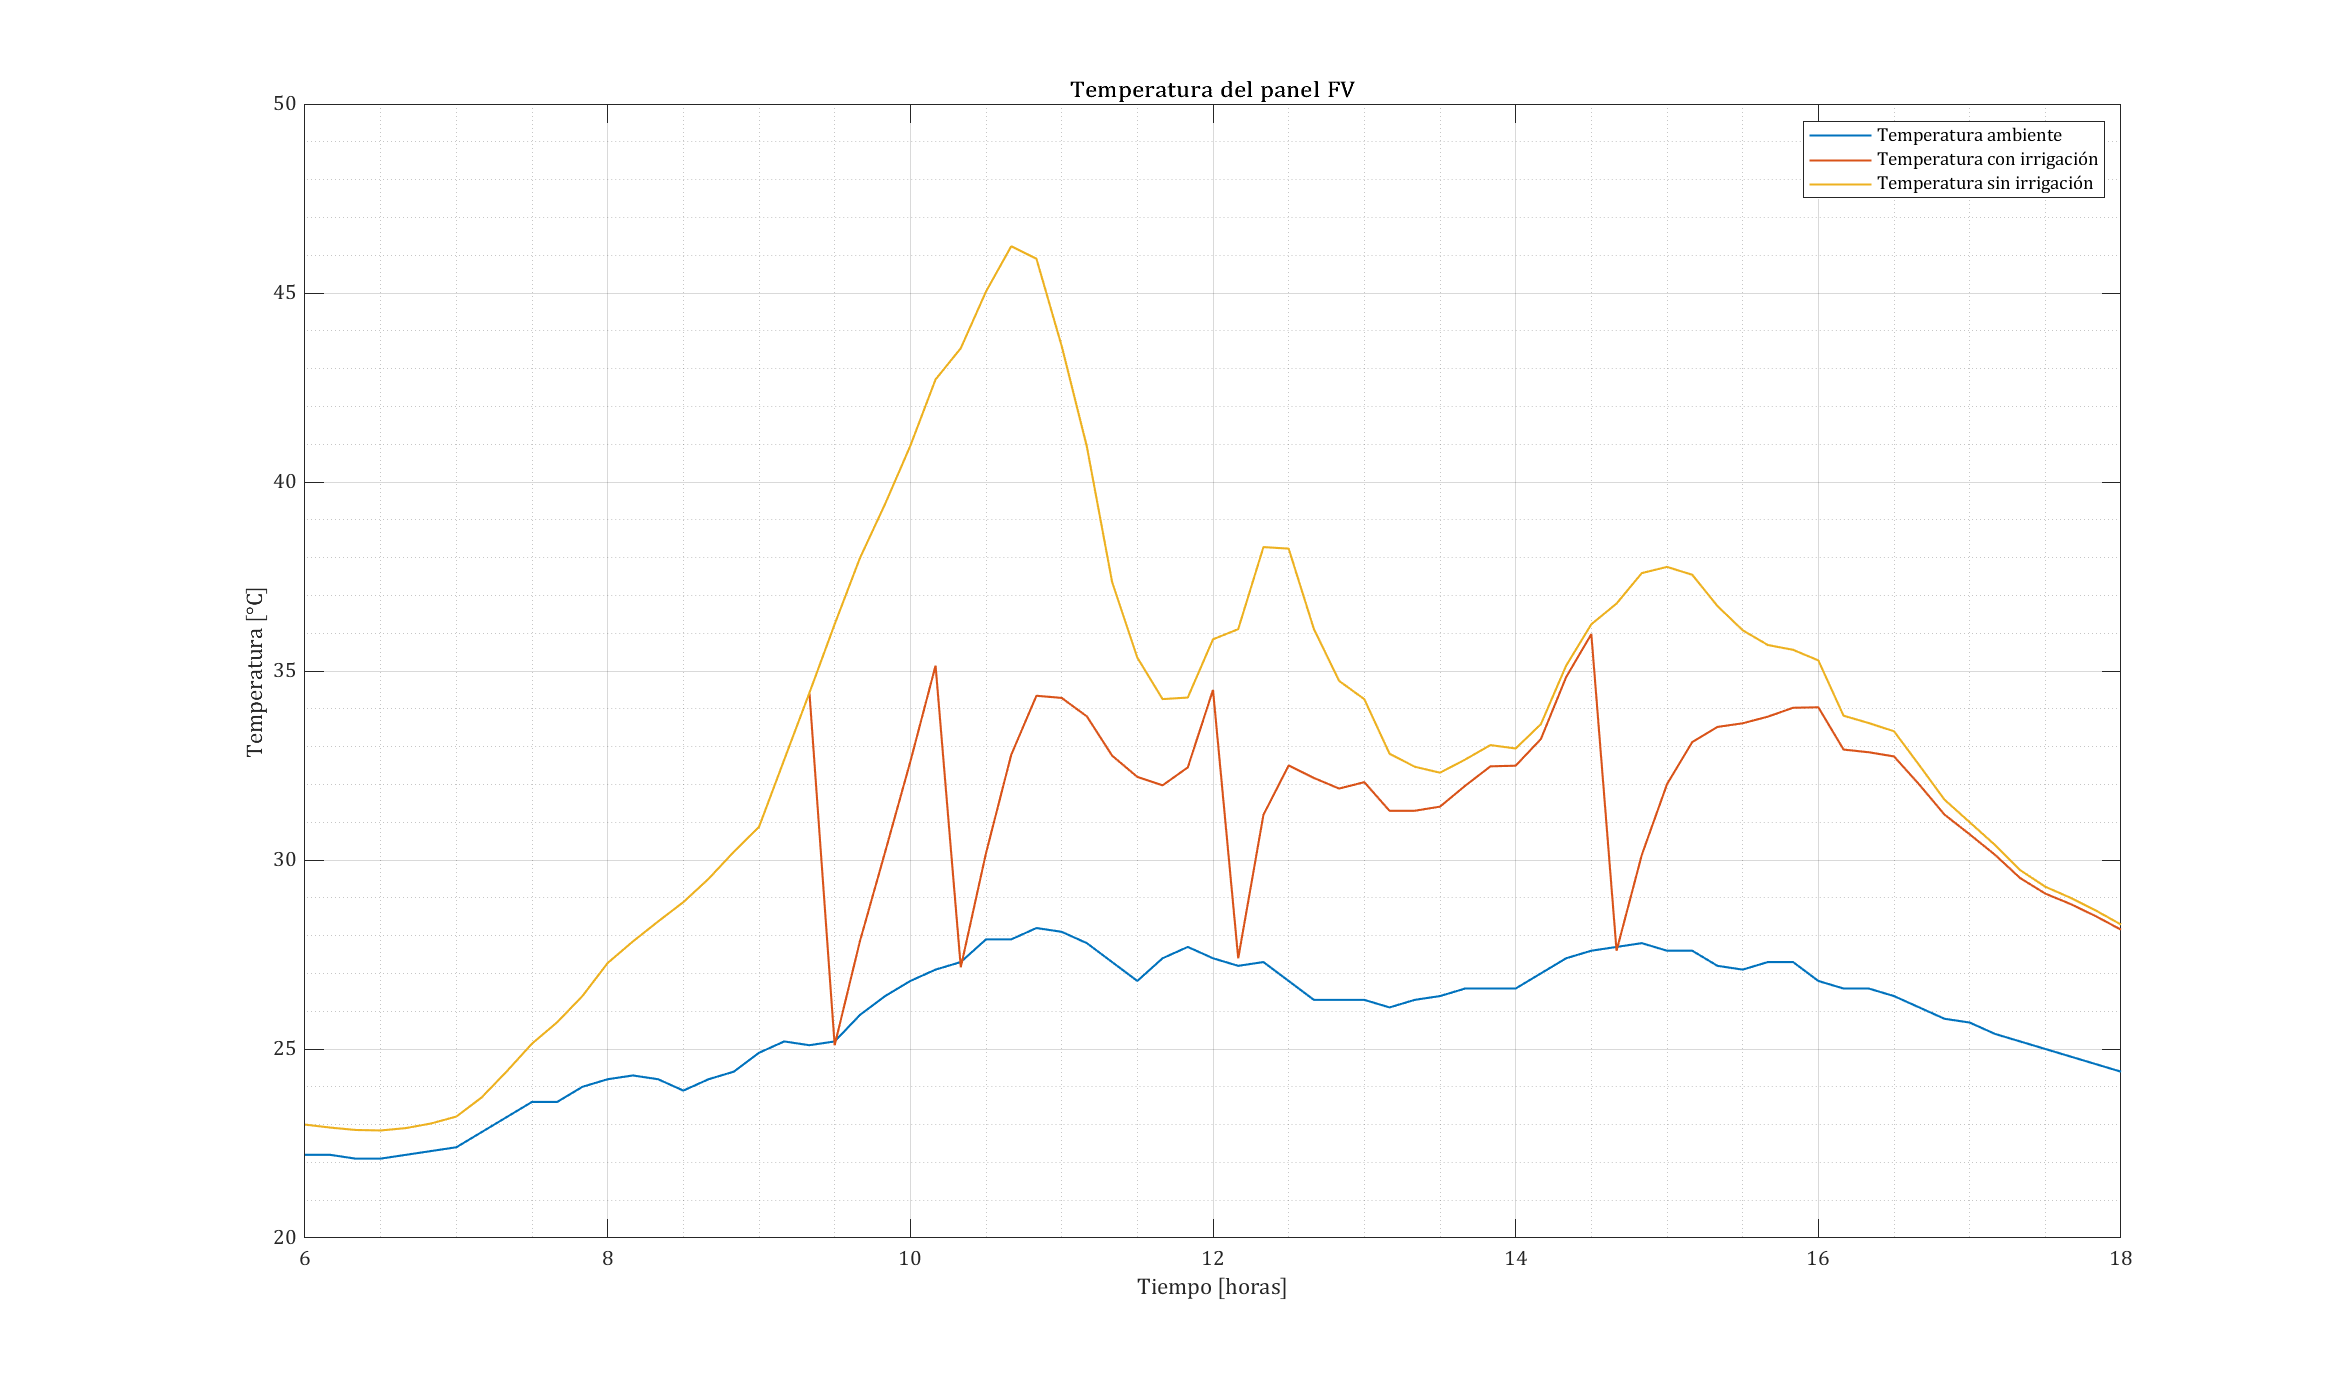 Temperatura del panel FV
50
45
40
35
30
25
20
Temperatura [°C]
Temperatura ambiente
Temperatura con irrigación
Temperatura sin irrigación
6 8 10 12 14 16 18
Tiempo [horas]